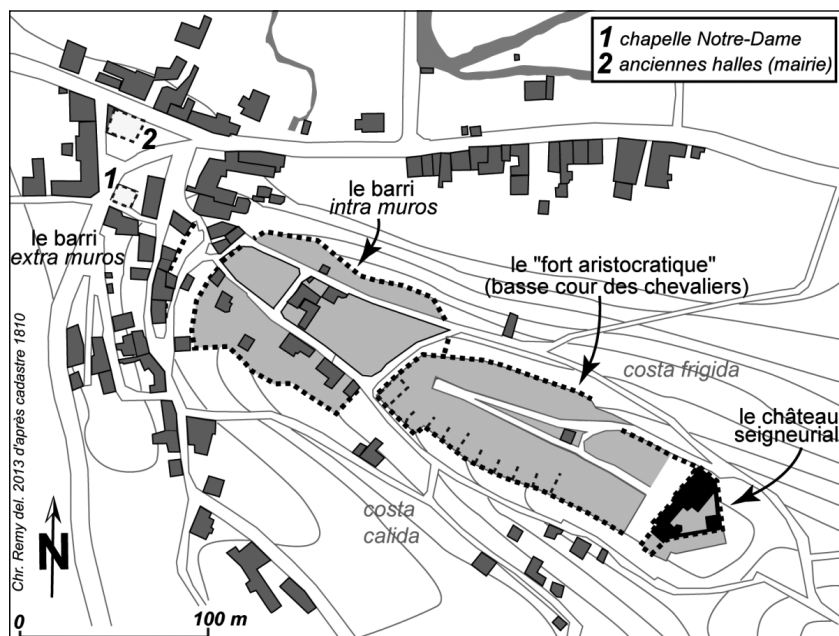 1 chapelle Notre-Dame
2 anciennes halles (mairie)
2
1
le barri
intra muros
le barri
extra muros
le "fort aristocratique"
(basse cour des chevaliers)
costa frigida
le château
seigneurial
costa
calida
Chr. Remy del. 2013 d'après cadastre 1810
N
0
100 m